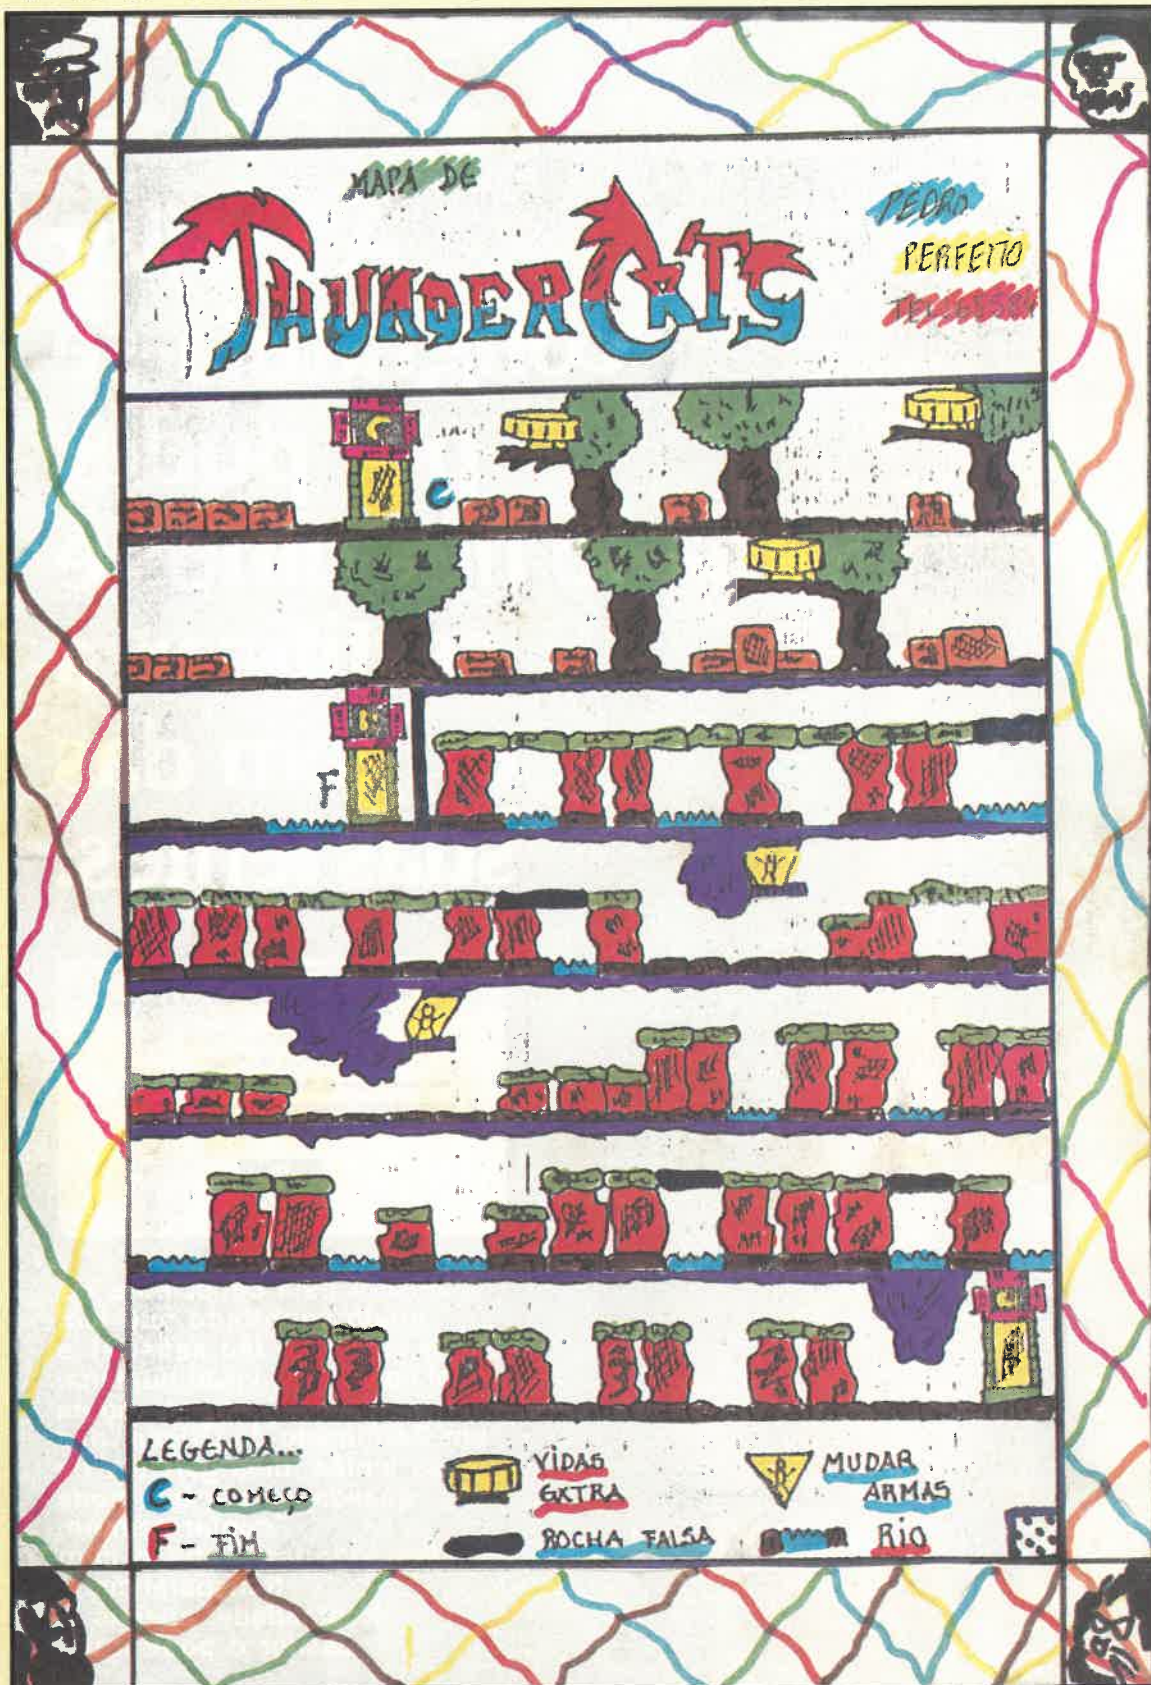 MAPA DE
THUNDERCATS
PEDRO
PERFEITO
C
F
LEGENDA...
C - COMEÇO
F - FIM
VIDAS
EXTRA
ROCHA FALSA
MUDAR
ARMAS
RIO